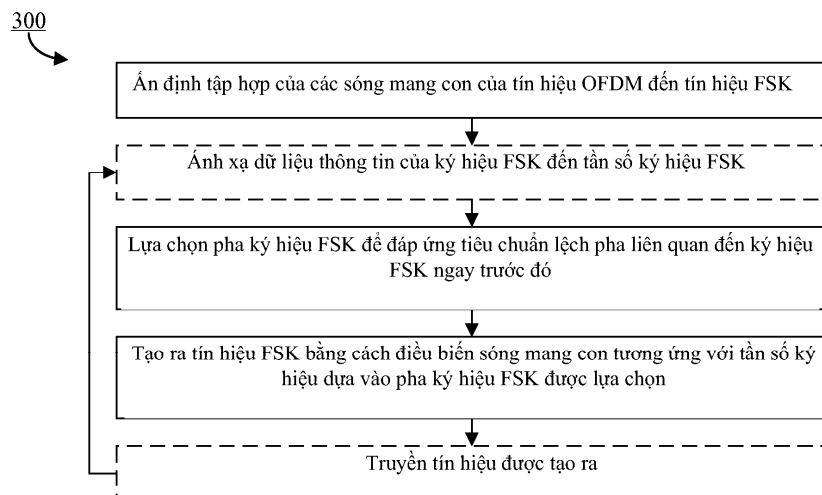 300
Ấn định tập hợp của các sóng mang con của tín hiệu OFDM đến tín hiệu FSK
Ánh xạ dữ liệu thông tin của ký hiệu FSK đến tần số ký hiệu FSK
Lựa chọn pha ký hiệu FSK để đáp ứng tiêu chuẩn lệch pha liên quan đến ký hiệu
FSK ngay trước đó
Tạo ra tín hiệu FSK bằng cách điều biến sóng mang con tương ứng với tần số ký
hiệu dựa vào pha ký hiệu FSK được lựa chọn
Truyền tín hiệu được tạo ra